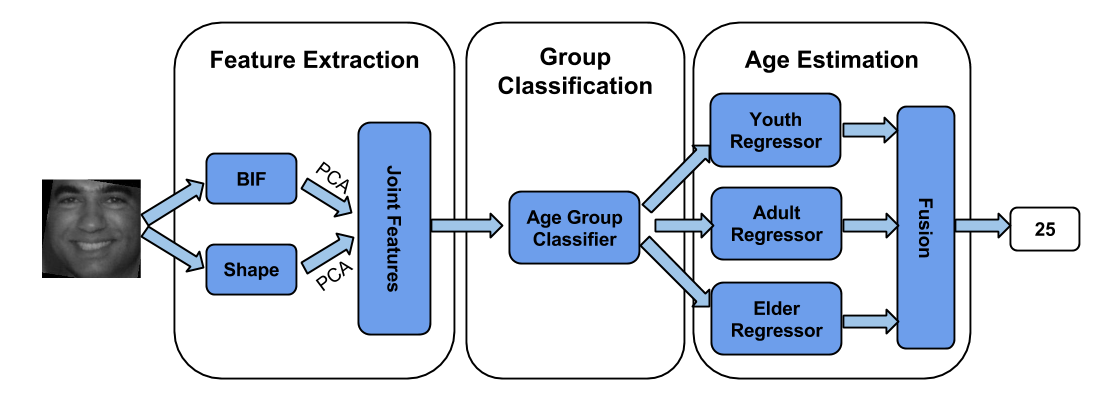 Feature Extraction
Group
Classification
Age Estimation
BIF
PCA
Shape
PCA
Joint Features
Age Group
Classifier
Youth
Regressor
Adult
Regressor
Elder
Regressor
Fusion
25